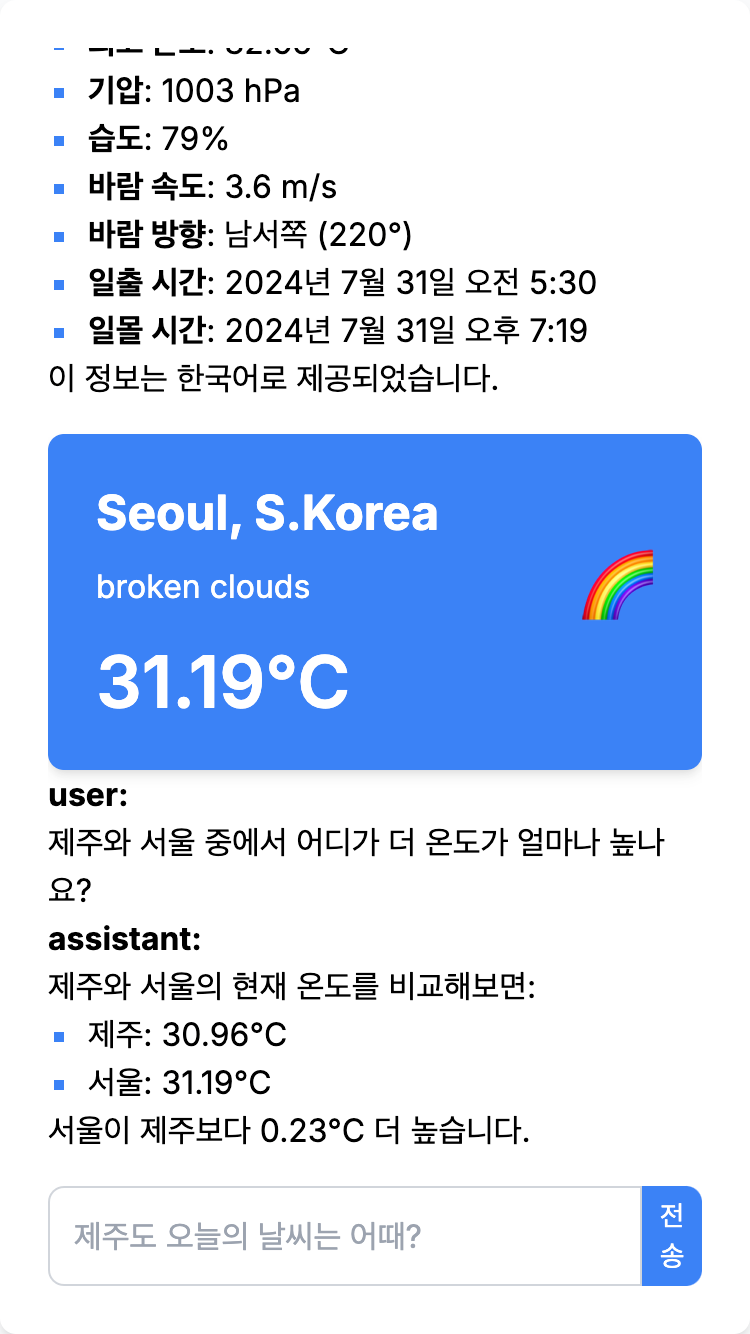 기압: 1003 hPa
습도: 79%
바람 속도: 3.6 m/s
바람 방향: 남서쪽 (220°)
일출 시간: 2024년 7월 31일 오전 5:30
일몰 시간: 2024년 7월 31일 오후 7:19
이 정보는 한국어로 제공되었습니다.
Seoul, S.Korea
broken clouds
31.19°C
user:
제주와 서울 중에서 어디가 더 온도가 얼마나 높나
요?
assistant:
제주와 서울의 현재 온도를 비교해보면:
제주: 30.96°C
서울: 31.19°C
서울이 제주보다 0.23°C 더 높습니다.
제주도 오늘의 날씨는 어때?
전
송